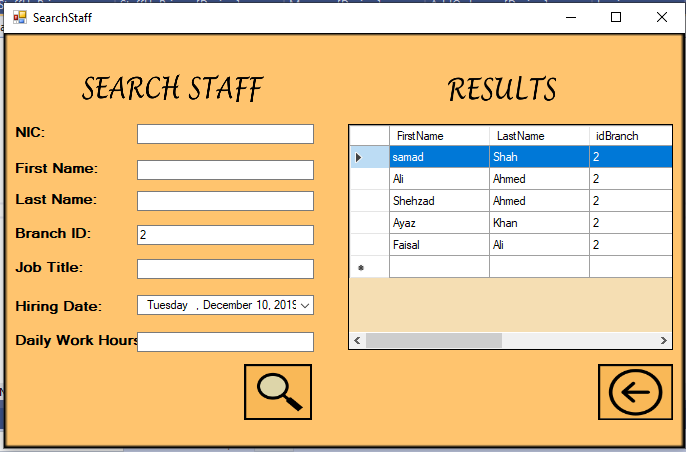 SearchStaff
SEARCH STAFF
NIC:
First Name:
Last Name:
Branch ID: 2
Job Title:
Hiring Date: Tuesday , December 10, 2019
Daily Work Hours
RESULTS
FirstName LastName idBranch
samad Shah 2
Ali Ahmed 2
Shehzad Ahmed 2
Ayaz Khan 2
Faisal Ali 2